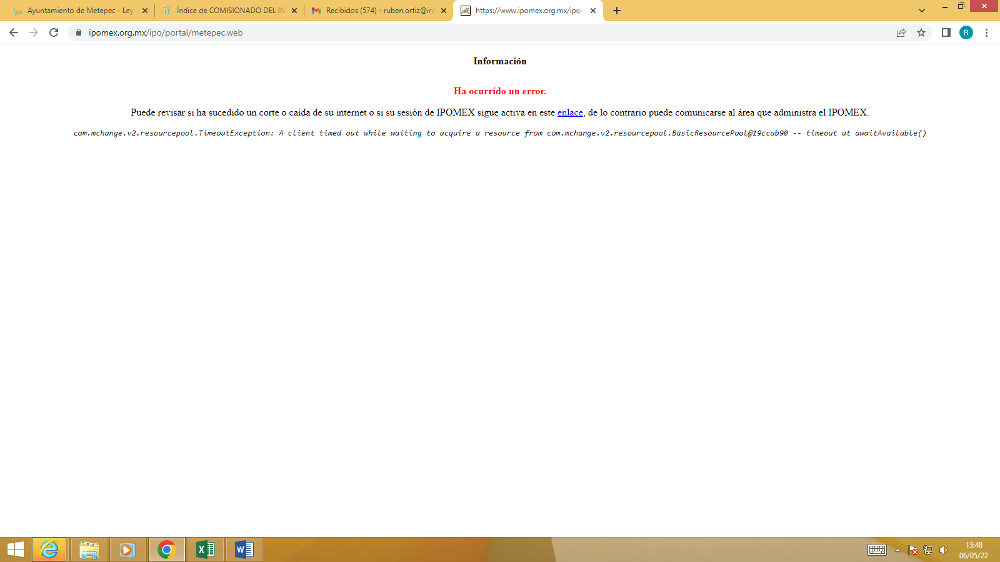 Ayuntamiento de Metepec - Ley
Índice de COMISIONADO DEL IN
Recibidos (574) - ruben.ortiz@inf
https://www.ipomex.org.mx/ipo/
ipomex.org.mx/ipo/portal/metepec.web
R
Información
Ha ocurrido un error.
Puede revisar si ha sucedido un corte o caída de su internet o si su sesión de IPOMEX sigue activa en este enlace, de lo contrario puede comunicarse al área que administra el IPOMEX.
com.mchange.v2.resourcepool.TimeoutException: A client timed out while waiting to acquire a resource from com.mchange.v2.resourcepool.BasicResourcePool@19ccab90 -- timeout at awaitAvailable()
13:48
06/05/22